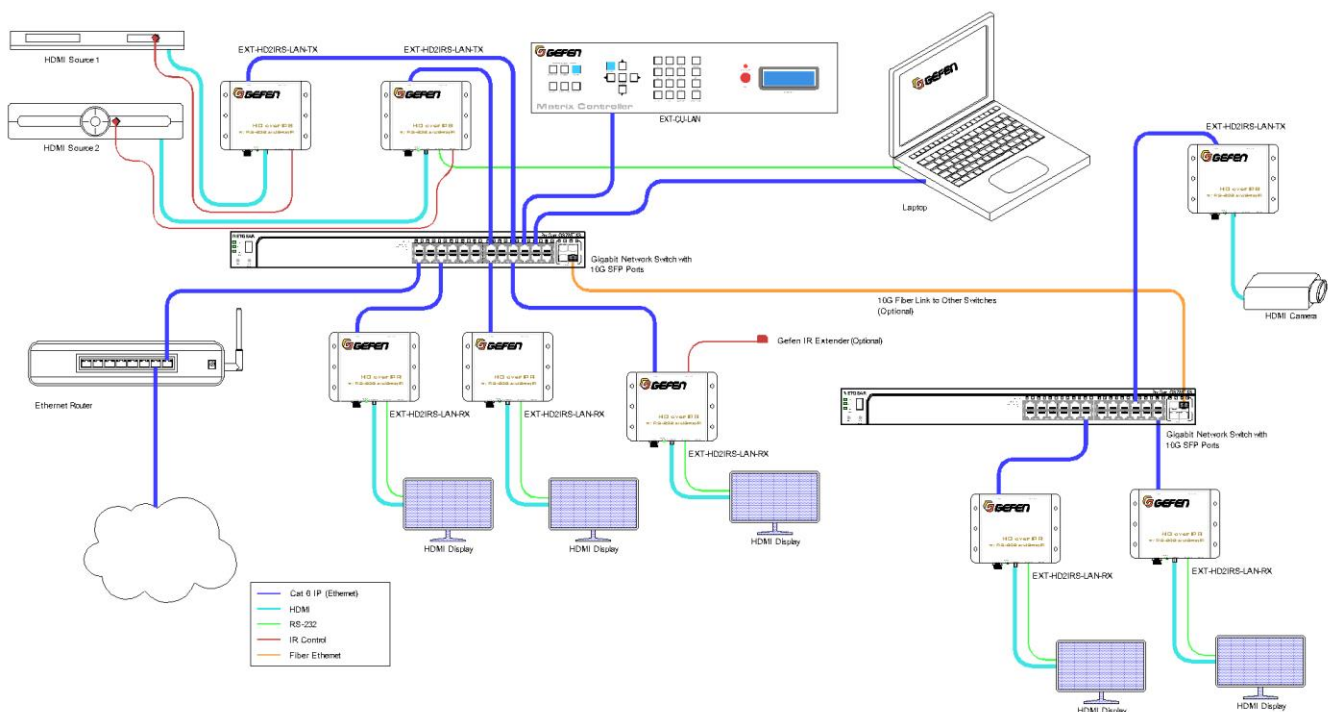 HDMI Source 1
HDMI Source 2
EXT-HD2IRS-LAN-TX
EXT-HD2IRS-LAN-TX
GEFEN
GEFEN
GEFEN
Matrix Controller
EXT-CU-LAN
GEFEN
Laptop
EXT-HD2IRS-LAN-TX
GEFEN
HDMI Camera
Gigabit Network Switch with
10G SFP Ports
10G Fiber Link to Other Switches
(Optional)
Ethernet Router
GEFEN
EXT-HD2IRS-LAN-RX
GEFEN
EXT-HD2IRS-LAN-RX
Gefen IR Extender (Optional)
GEFEN
EXT-HD2IRS-LAN-RX
HDMI Display
HDMI Display
HDMI Display
Gigabit Network Switch with
10G SFP Ports
GEFEN
EXT-HD2IRS-LAN-RX
GEFEN
EXT-HD2IRS-LAN-RX
HDMI Display
HDMI Display
Cat 6 IP (Ethernet)
HDMI
RS-232
IR Control
Fiber Ethernet